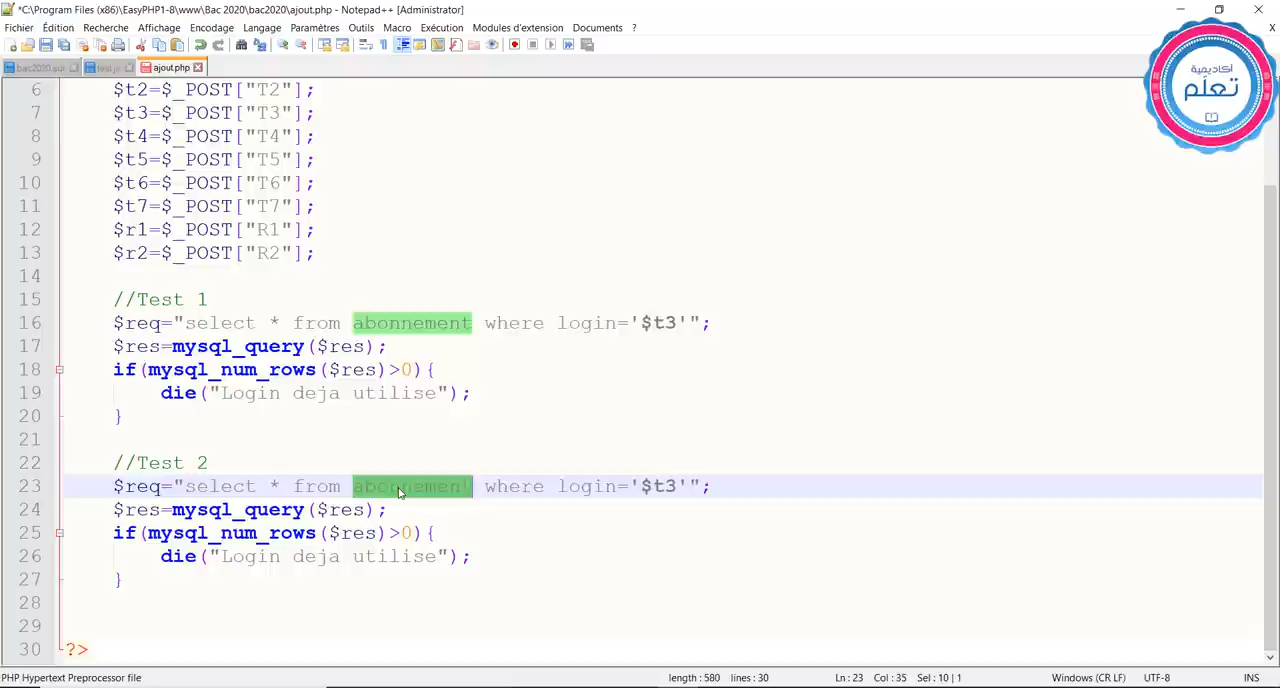 *C:\Program Files (x86)\EasyPHP1-8\www\Bac 2020\bac2020\ajout.php - Notepad++ [Administrator]
Fichier Édition Recherche Affichage Encodage Langage Paramètres Outils Macro Exécution Modules d'extension Documents ?
X
ajout.php
أكاديمية
تعلّم
6 $t2=$_POST["T2"];
7 $t3=$_POST["T3"];
8 $t4=$_POST["T4"];
9 $t5=$_POST["T5"];
10 $t6=$_POST["T6"];
11 $t7=$_POST["T7"];
12 $r1=$_POST["R1"];
13 $r2=$_POST["R2"];
14
15 //Test 1
16 $req="select * from abonnement where login='$t3'";
17 $res=mysql_query($res);
18 if(mysql_num_rows($res)>0){
19 die("Login deja utilise");
20 }
21
22 //Test 2
23 $req="select * from abonnement where login='$t3'";
24 $res=mysql_query($res);
25 if(mysql_num_rows($res)>0){
26 die("Login deja utilise");
27 }
28
29
30 ?>
PHP Hypertext Preprocessor file length : 580 lines : 30 Ln : 23 Col : 35 Sel : 10 | 1 Windows (CR LF) UTF-8 INS